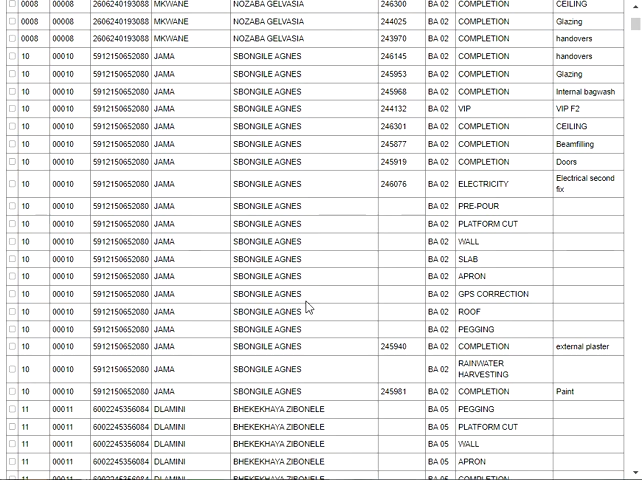 0008 00008 2606240193088 MKWANE NOZABA GELVASIA 246300 BA 02 COMPLETION CEILING
0008 00008 2606240193088 MKWANE NOZABA GELVASIA 244025 BA 02 COMPLETION Glazing
0008 00008 2606240193088 MKWANE NOZABA GELVASIA 243970 BA 02 COMPLETION handovers
10 00010 5912150652080 JAMA SBONGILE AGNES 246145 BA 02 COMPLETION handovers
10 00010 5912150652080 JAMA SBONGILE AGNES 245953 BA 02 COMPLETION Glazing
10 00010 5912150652080 JAMA SBONGILE AGNES 245968 BA 02 COMPLETION Internal bagwash
10 00010 5912150652080 JAMA SBONGILE AGNES 244132 BA 02 VIP VIP F2
10 00010 5912150652080 JAMA SBONGILE AGNES 246301 BA 02 COMPLETION CEILING
10 00010 5912150652080 JAMA SBONGILE AGNES 245877 BA 02 COMPLETION Beamfilling
10 00010 5912150652080 JAMA SBONGILE AGNES 245919 BA 02 COMPLETION Doors
10 00010 5912150652080 JAMA SBONGILE AGNES 246076 BA 02 ELECTRICITY Electrical second
fix
10 00010 5912150652080 JAMA SBONGILE AGNES BA 02 PRE-POUR
10 00010 5912150652080 JAMA SBONGILE AGNES BA 02 PLATFORM CUT
10 00010 5912150652080 JAMA SBONGILE AGNES BA 02 WALL
10 00010 5912150652080 JAMA SBONGILE AGNES BA 02 SLAB
10 00010 5912150652080 JAMA SBONGILE AGNES BA 02 APRON
10 00010 5912150652080 JAMA SBONGILE AGNES BA 02 GPS CORRECTION
10 00010 5912150652080 JAMA SBONGILE AGNES BA 02 ROOF
10 00010 5912150652080 JAMA SBONGILE AGNES BA 02 PEGGING
10 00010 5912150652080 JAMA SBONGILE AGNES 245940 BA 02 COMPLETION external plaster
10 00010 5912150652080 JAMA SBONGILE AGNES BA 02 RAINWATER
HARVESTING
10 00010 5912150652080 JAMA SBONGILE AGNES 245981 BA 02 COMPLETION Paint
11 00011 6002245356084 DLAMINI BHEKEKHAYA ZIBONELE BA 05 PEGGING
11 00011 6002245356084 DLAMINI BHEKEKHAYA ZIBONELE BA 05 PLATFORM CUT
11 00011 6002245356084 DLAMINI BHEKEKHAYA ZIBONELE BA 05 WALL
11 00011 6002245356084 DLAMINI BHEKEKHAYA ZIBONELE BA 05 APRON
11 00011 6002245356084 DLAMINI BHEKEKHAYA ZIBONELE BA 05 COMPLETION